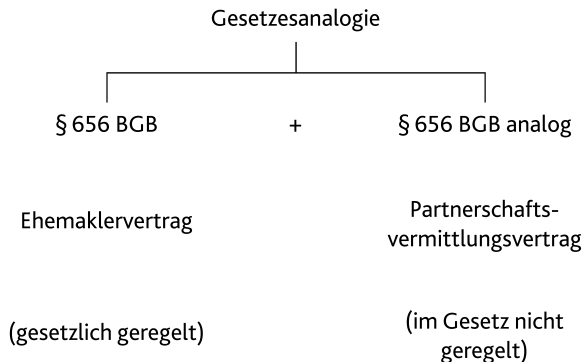 Gesetzesanalogie
§ 656 BGB + § 656 BGB analog
Ehemaklervertrag
Partnerschafts-
vermittlungsvertrag
(gesetzlich geregelt)
(im Gesetz nicht
geregelt)